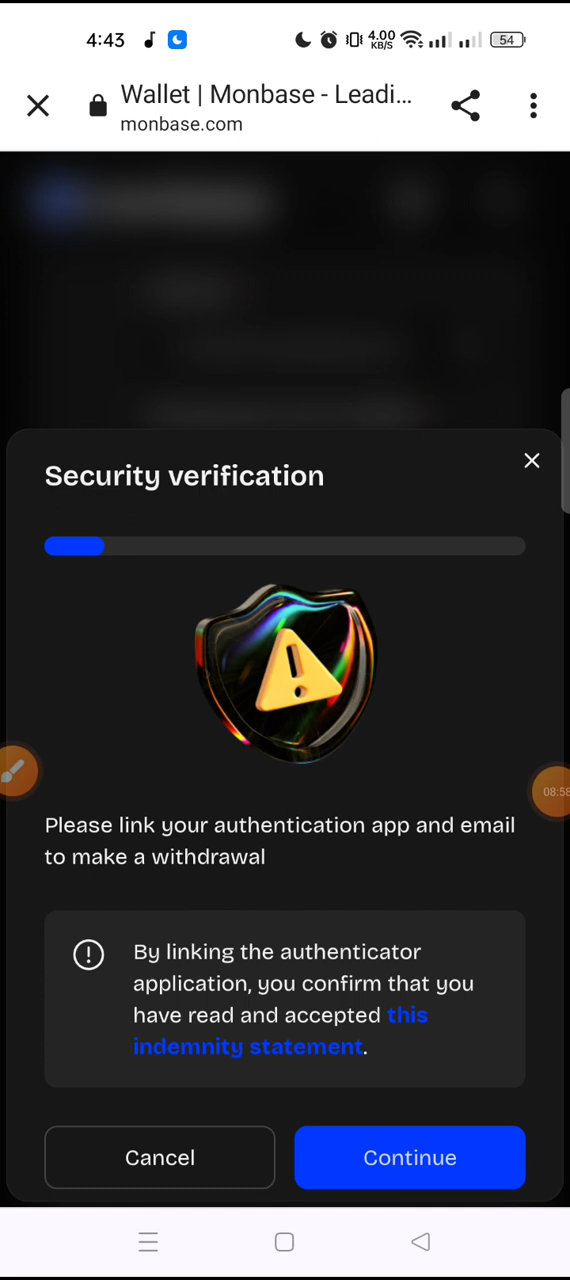 4:43
4.00
KB/S
54
Wallet | Monbase - Leadi...
monbase.com
Security verification
Please link your authentication app and email
to make a withdrawal
By linking the authenticator
application, you confirm that you
have read and accepted this
indemnity statement.
08:58
Cancel
Continue